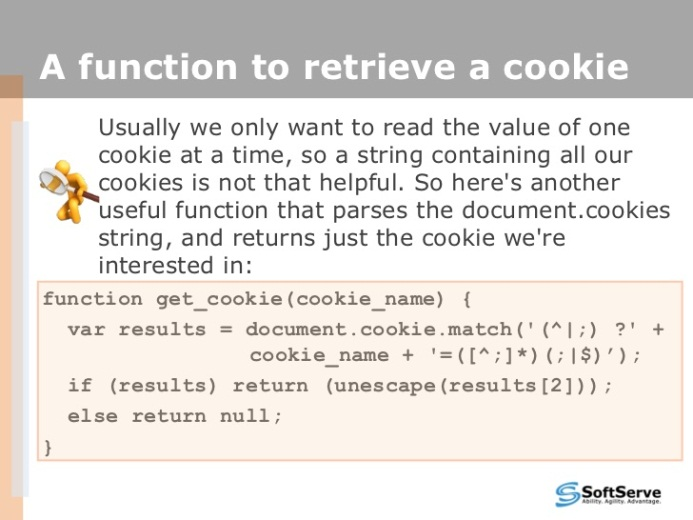 A function to retrieve a cookie
Usually we only want to read the value of one
cookie at a time, so a string containing all our
cookies is not that helpful. So here's another
useful function that parses the document.cookies
string, and returns just the cookie we're
interested in:
function get_cookie(cookie_name) {
var results = document.cookie.match('(^|;) ?' +
cookie_name + '=([^;]*)(;|$)’);
if (results) return (unescape(results[2]));
else return null;
}
SoftServe
Ability. Agility. Advantage.